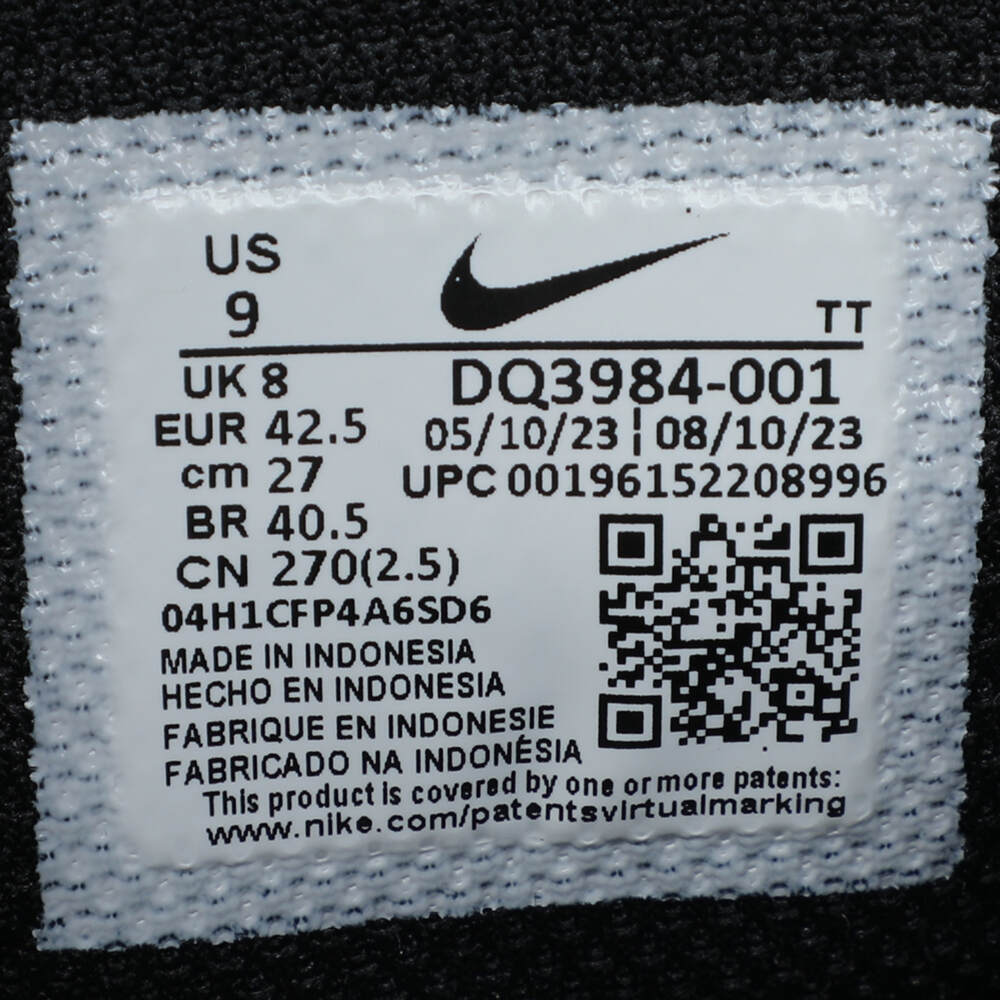 US
9
TT
UK 8
DQ3984-001
EUR 42.5
05/10/23 ¦ 08/10/23
cm 27
UPC 00196152208996
BR 40.5
CN 270(2.5)
04H1CFP4A6SD6
MADE IN INDONESIA
HECHO EN INDONESIA
FABRIQUE EN INDONESIE
FABRICADO NA INDONÉSIA
This product is covered by one or more patents:
www.nike.com/patentsvirtualmarking